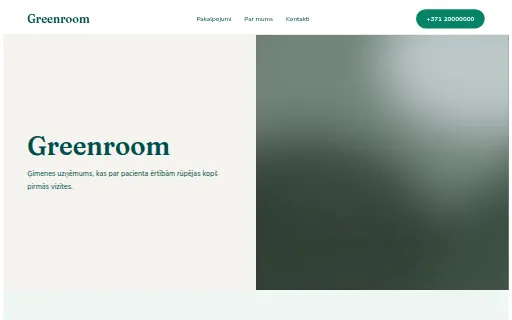 Greenroom
Pakalpojumi
Par mums
Kontakti
+371 20000000
Greenroom
Ģimenes uzņēmums, kas par pacienta ērtībām rūpējas kopš
pirmās vizītes.